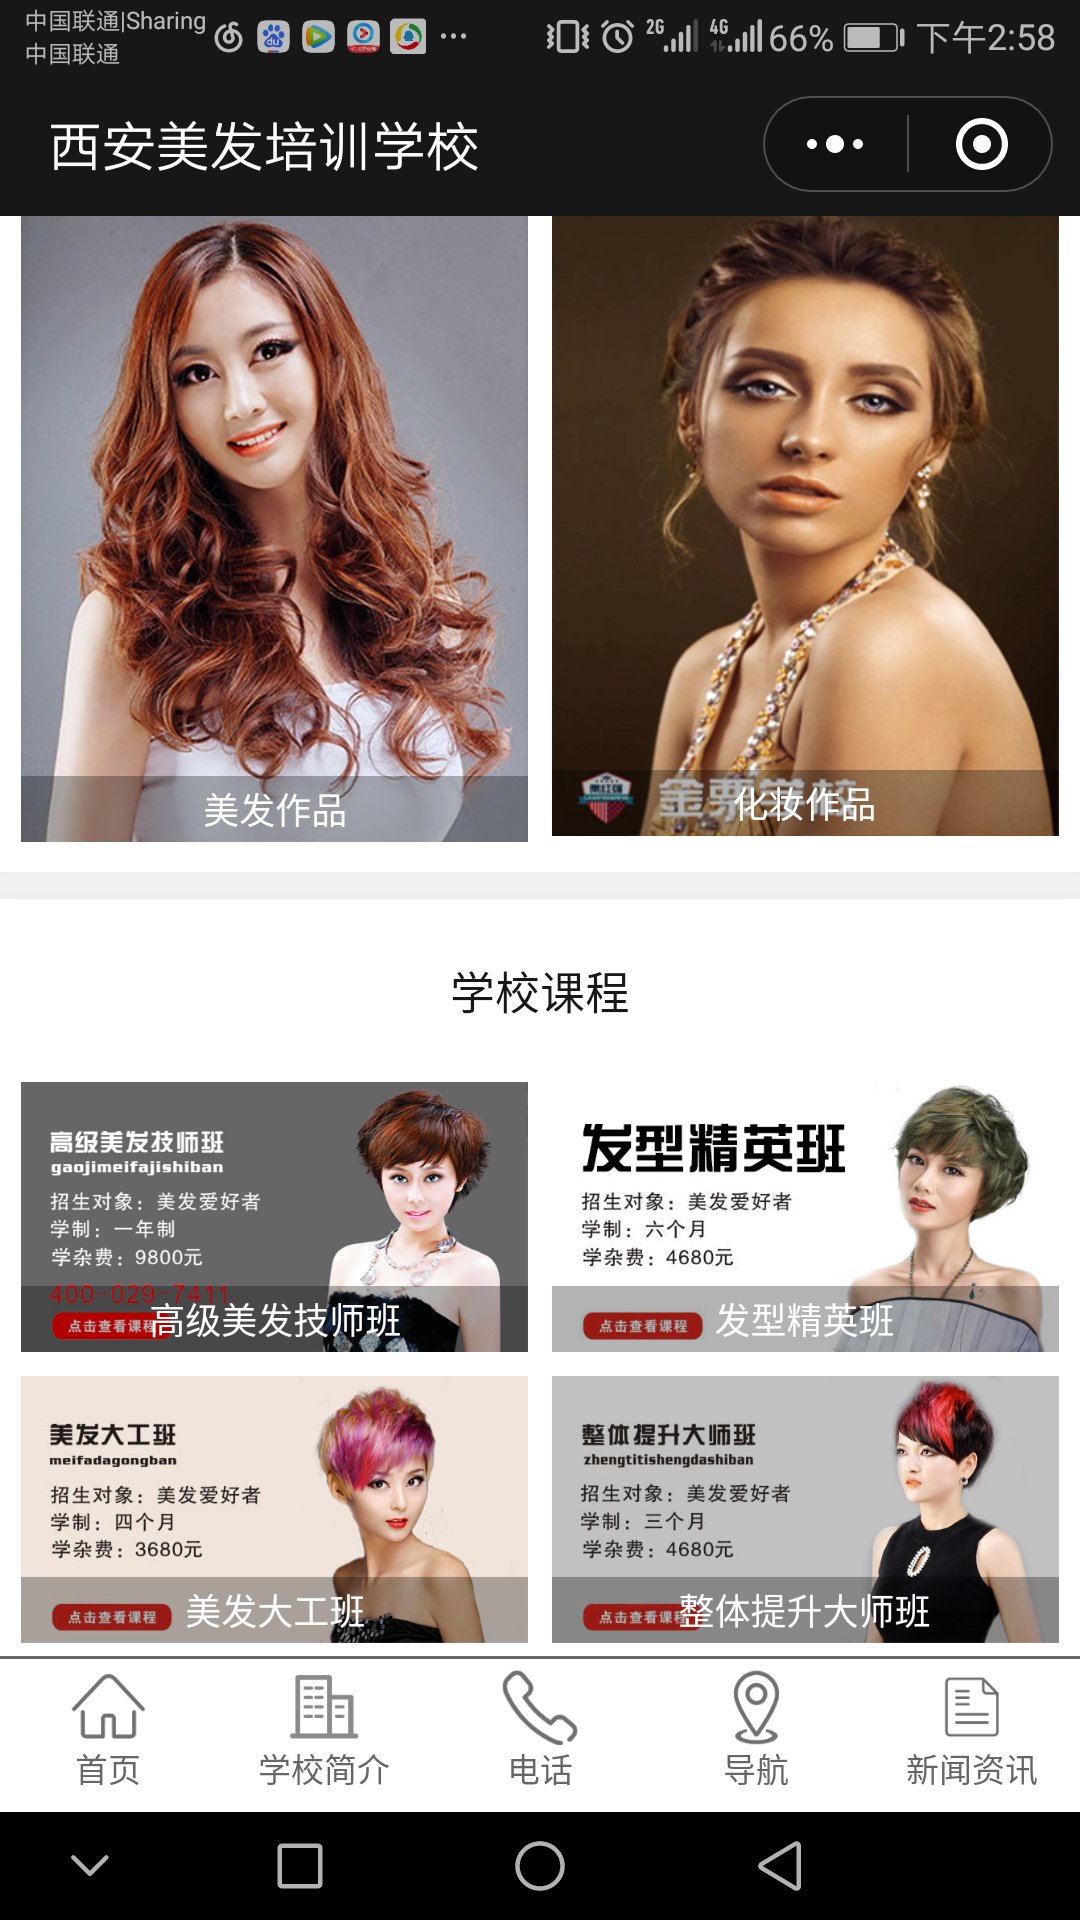 中国联通|Sharing
中国联通
2G
4G
66%
下午2:58
西安美发培训学校
美发作品
化妆作品
学校课程
高级美发技师班
gaojimeifajishiban
招生对象：美发爱好者
学制：一年制
学杂费：9800元
400-029-7411
点击查看课程
高级美发技师班
发型精英班
招生对象：美发爱好者
学制：六个月
学杂费：4680元
点击查看课程
发型精英班
美发大工班
meifadagongban
招生对象：美发爱好者
学制：四个月
学杂费：3680元
点击查看课程
美发大工班
整体提升大师班
zhengtitishengdashiban
招生对象：美发爱好者
学制：三个月
学杂费：4680元
点击查看课
整体提升大师班
首页
学校简介
电话
导航
新闻资讯